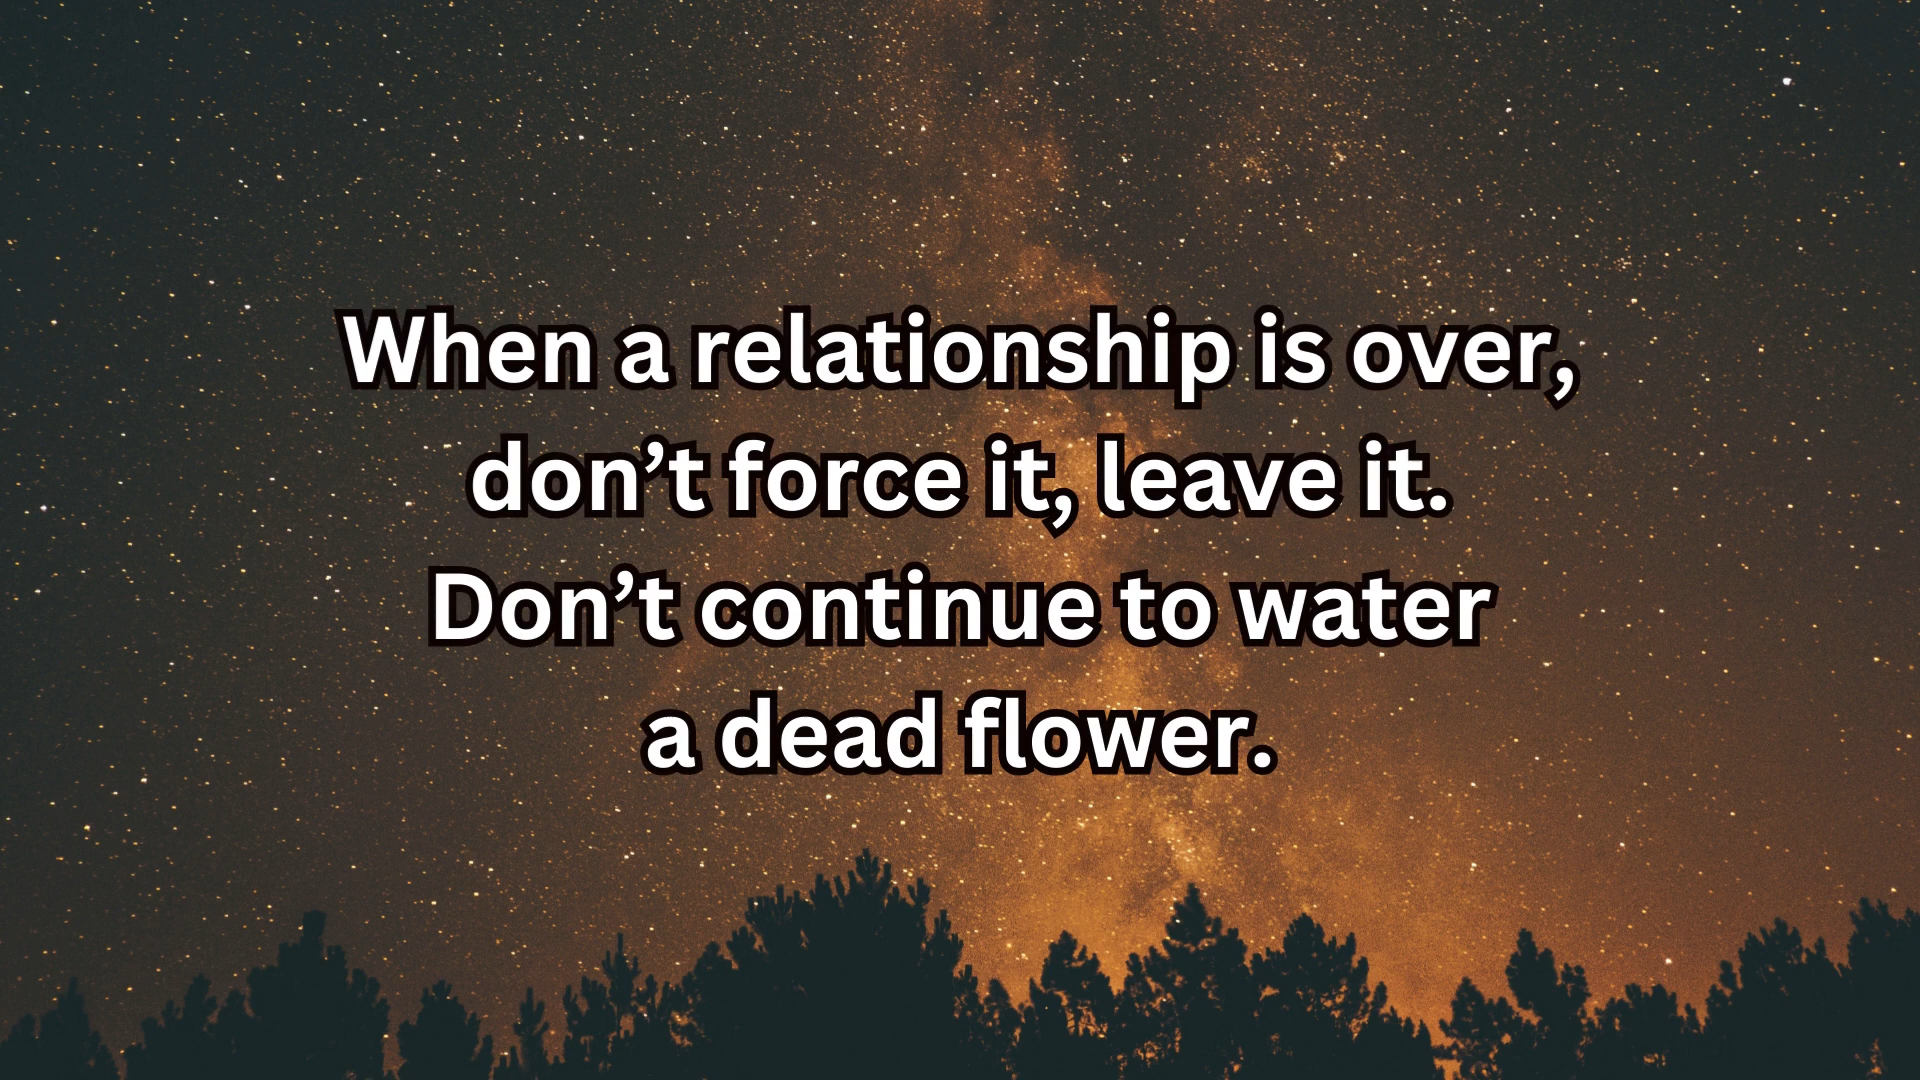 When a relationship is over,
don’t force it, leave it.
Don’t continue to water
a dead flower.